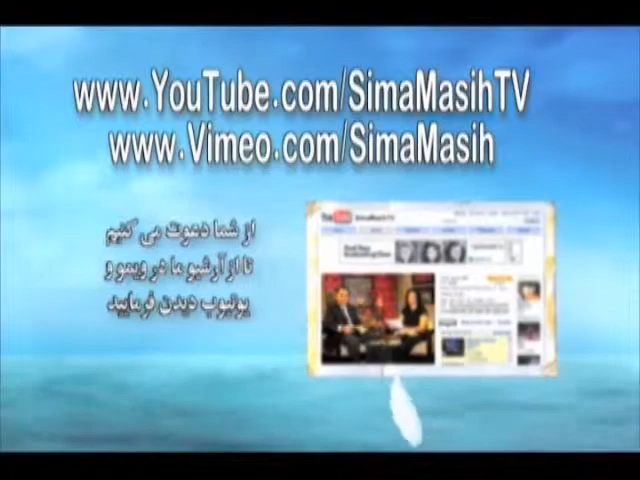 www.YouTube.com/SimaMasihTV
www.Vimeo.com/SimaMasih
از شما دعوت می کنیم
تا از آرشیو ما در ویمو و
یوتیوب دیدن فرمایید
SimaMasihTV